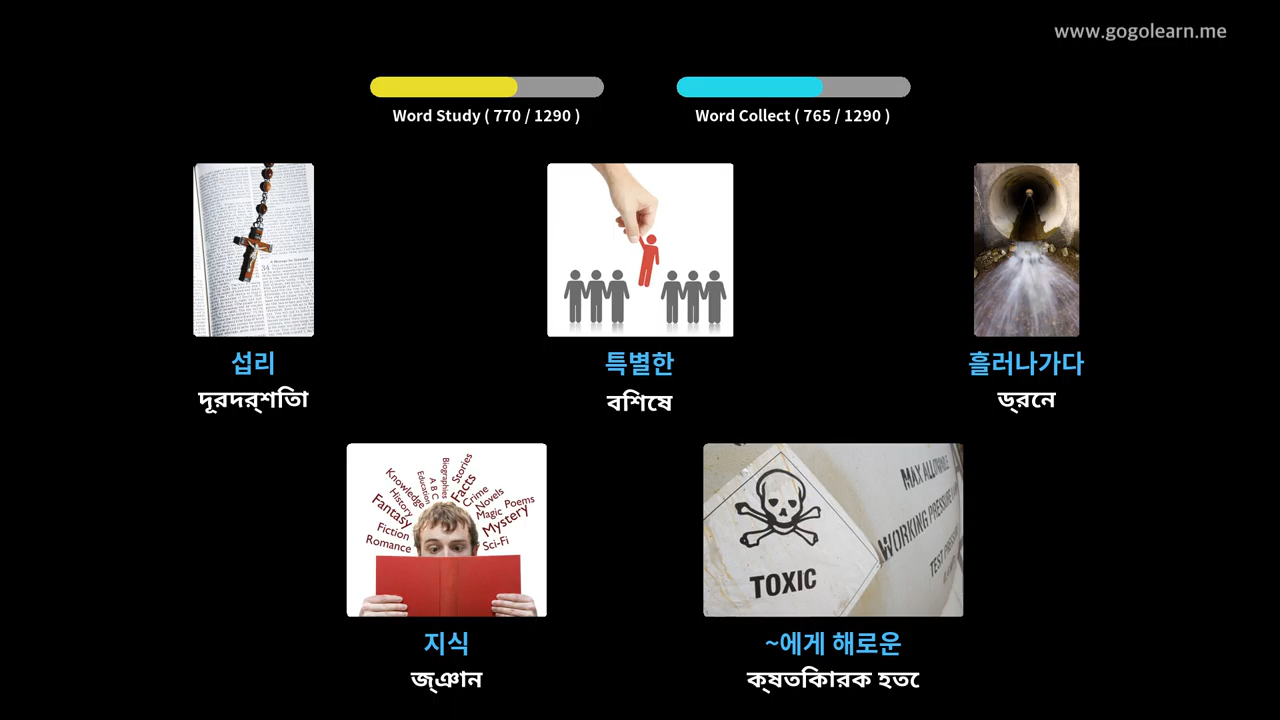 www.gogolearn.me
Word Study ( 770 / 1290 )
Word Collect ( 765 / 1290 )
섭리
দূরদর্শিতা
특별한
বিশেষ
흘러나가다
ড্রেন
Knowledge
History
Fantasy
Fiction
Romance
Education
A B C
Biographies
Stories
Facts
Crime
Novels
Magic
Poems
Mystery
Sci-Fi
TOXIC
WORKING PRESSURE
지식
জ্ঞান
~에게 해로운
ক্ষতিকারক হতে